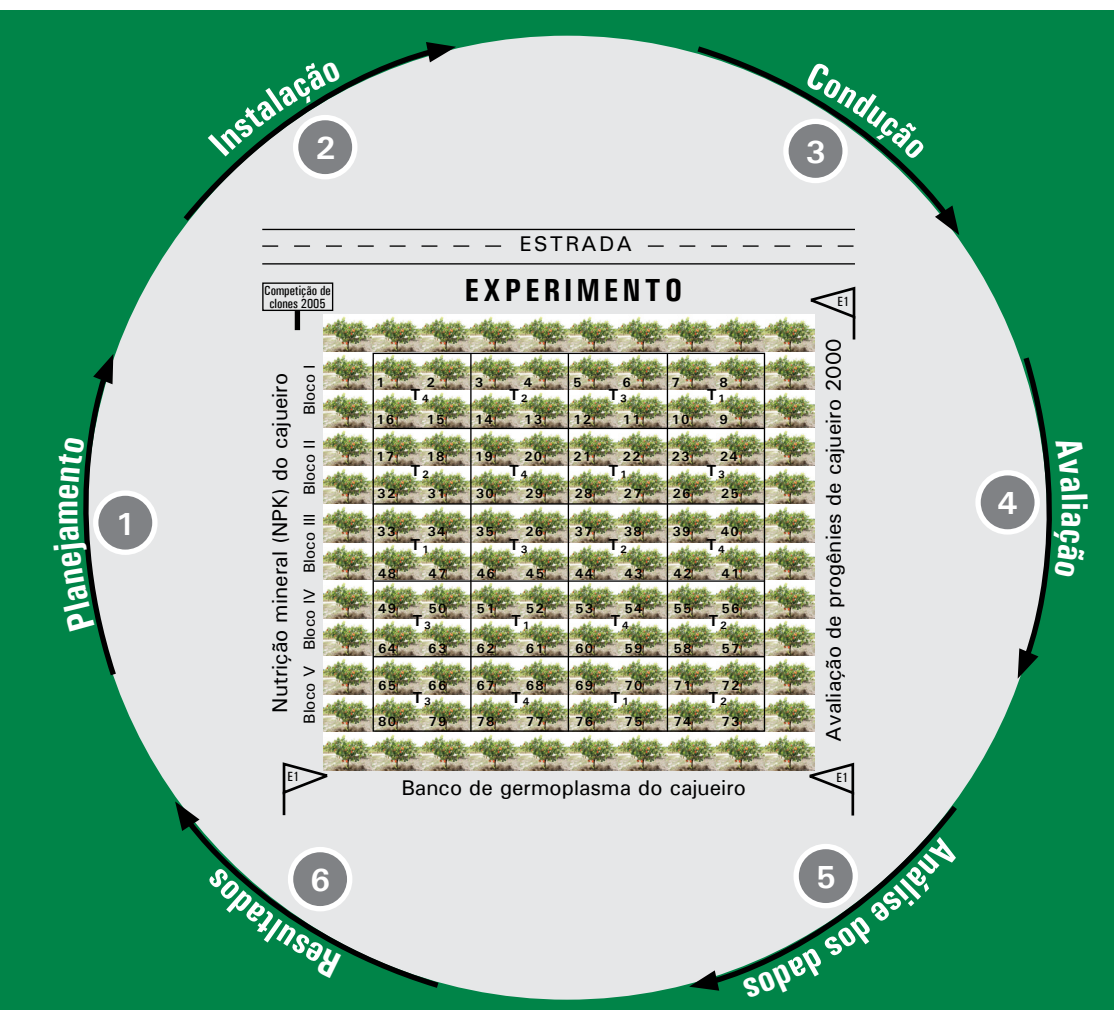 Instalação
2
Condução
3
ESTRADA
EXPERIMENTO
Competição de
clones 2005
E1
Planejamento
1
Avaliação
4
Nutrição mineral (NPK) do cajueiro
Avaliação de progênies de cajueiro 2000
Bloco I
1 2 3 4 5 6 7 8
T4 T2 T3 T1
16 15 14 13 12 11 10 9
Bloco II
17 18 19 20 21 22 23 24
T2 T4 T1 T3
32 31 30 29 28 27 26 25
Bloco III
33 34 35 26 37 38 39 40
T1 T3 T2 T4
48 47 46 45 44 43 42 41
Bloco IV
49 50 51 52 53 54 55 56
T3 T1 T4 T2
64 63 62 61 60 59 58 57
Bloco V
65 66 67 68 69 70 71 72
T3 T4 T1 T2
80 79 78 77 76 75 74 73
E1
E1
Banco de germoplasma do cajueiro
6
Resultados
5
Análise dos dados